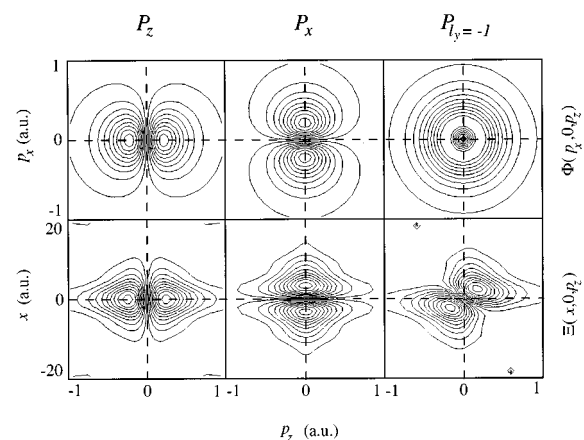 P_z P_x P_{l_y = -1}
1
p_x (a.u.)
0
-1
Φ( p_x ,0,p_z)
20
x (a.u.)
0
-20
Ξ( x,0,p_z)
-1 0 1 -1 0 1 -1 0 1
p_z (a.u.)